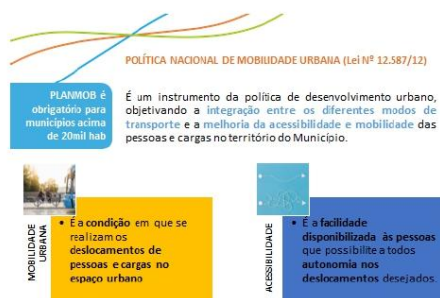 POLÍTICA NACIONAL DE MOBILIDADE URBANA (Lei Nº 12.587/12)
PLANMOB é
obrigatório para
municípios acima
de 20mil hab
É um instrumento da política de desenvolvimento urbano,
objetivando a integração entre os diferentes modos de
transporte e a melhoria da acessibilidade e mobilidade das
pessoas e cargas no território do Município.
MOBILIDADE
URBANA
• É a condição em que se
realizam os
deslocamentos de
pessoas e cargas no
espaço urbano
ACESSIBILIDADE
• É a facilidade
disponibilizada às pessoas
que possibilite a todos
autonomia nos
deslocamentos desejados.